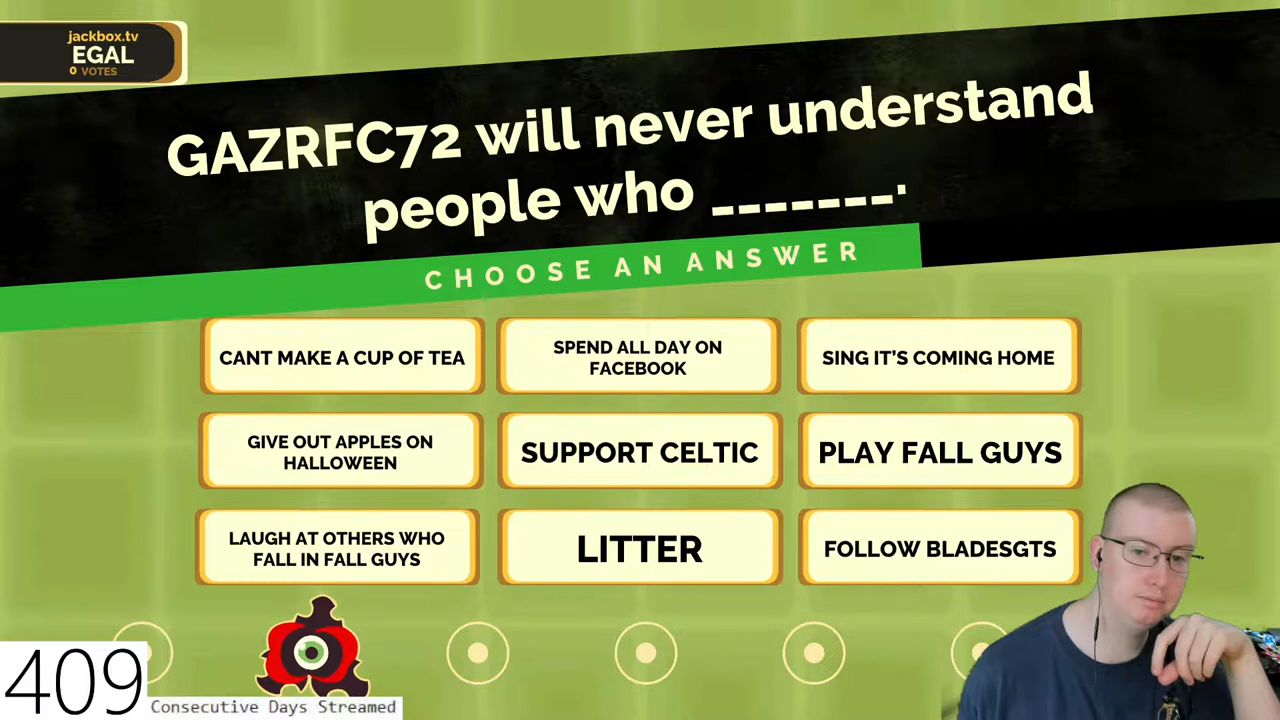 jackbox.tv
EGAL
0 VOTES
GAZRFC72 will never understand
people who _______.
CHOOSE AN ANSWER
CANT MAKE A CUP OF TEA
SPEND ALL DAY ON
FACEBOOK
SING IT'S COMING HOME
GIVE OUT APPLES ON
HALLOWEEN
SUPPORT CELTIC
PLAY FALL GUYS
LAUGH AT OTHERS WHO
FALL IN FALL GUYS
LITTER
FOLLOW BLADESGTS
409
Consecutive Days Streamed